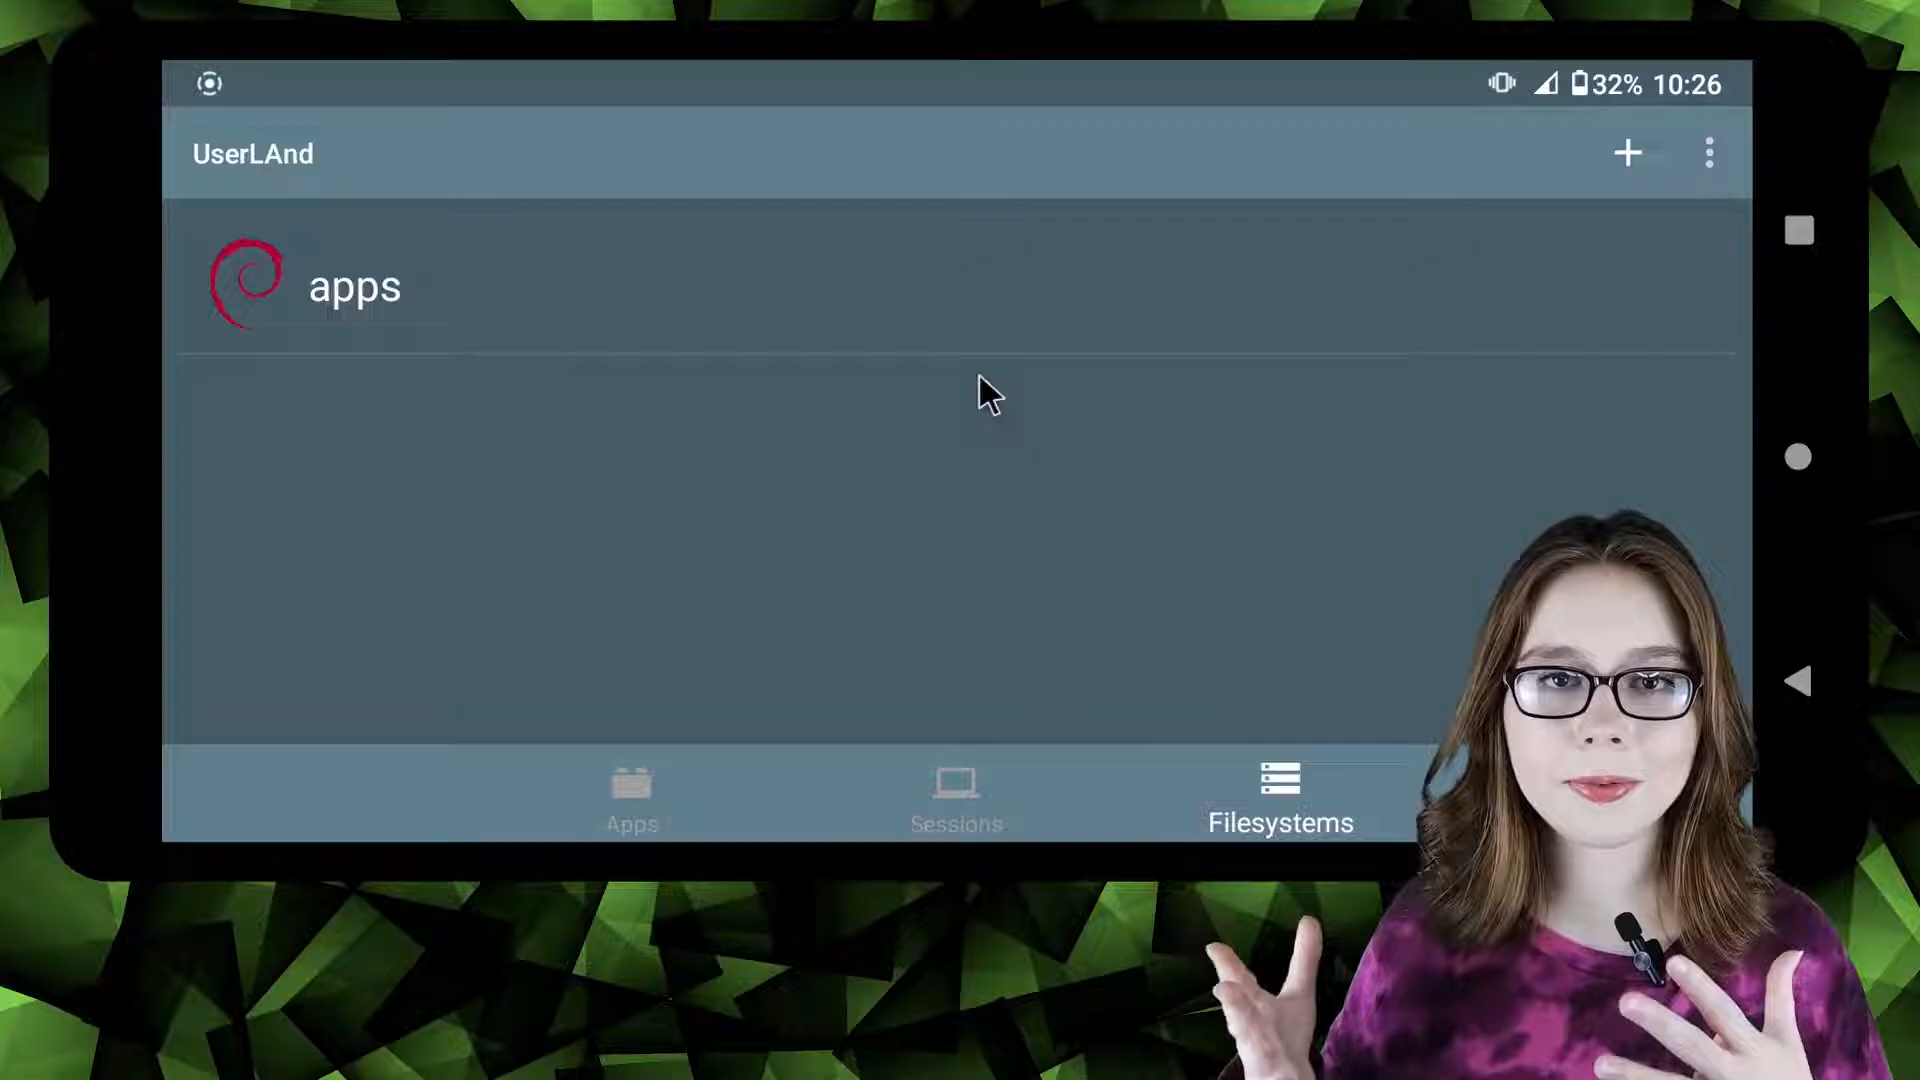 32% 10:26
UserLAnd
apps
Apps
Sessions
Filesystems